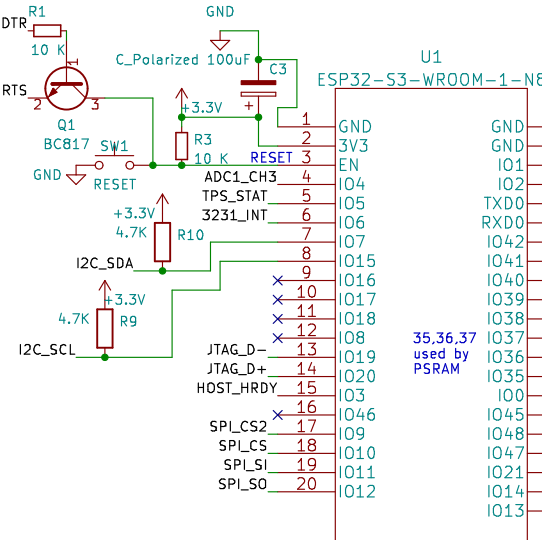 R1
GND
DTR
10 K
C_Polarized 100uF
C3
U1
ESP32-S3-WROOM-1-N8
1
RTS
2
3
+
+3.3V
Q1
BC817
SW1
R3
10 K
GND
RESET
RESET
1 GND
2 3V3
3 EN
ADC1_CH3 4 IO4
TPS_STAT 5 IO5
3231_INT 6 IO6
+3.3V
4.7K
R10
7 IO7
I2C_SDA
8 IO15
+3.3V
4.7K
R9
I2C_SCL
9 IO16
10 IO17
11 IO18
12 IO8
JTAG_D- 13 IO19
JTAG_D+ 14 IO20
HOST_HRDY 15 IO3
16 IO46
SPI_CS2 17 IO9
SPI_CS 18 IO10
SPI_SI 19 IO11
SPI_SO 20 IO12
35,36,37
used by
PSRAM
GND
GND
IO1
IO2
TXD0
RXD0
IO42
IO41
IO40
IO39
IO38
IO37
IO36
IO35
IO0
IO45
IO48
IO47
IO21
IO14
IO13